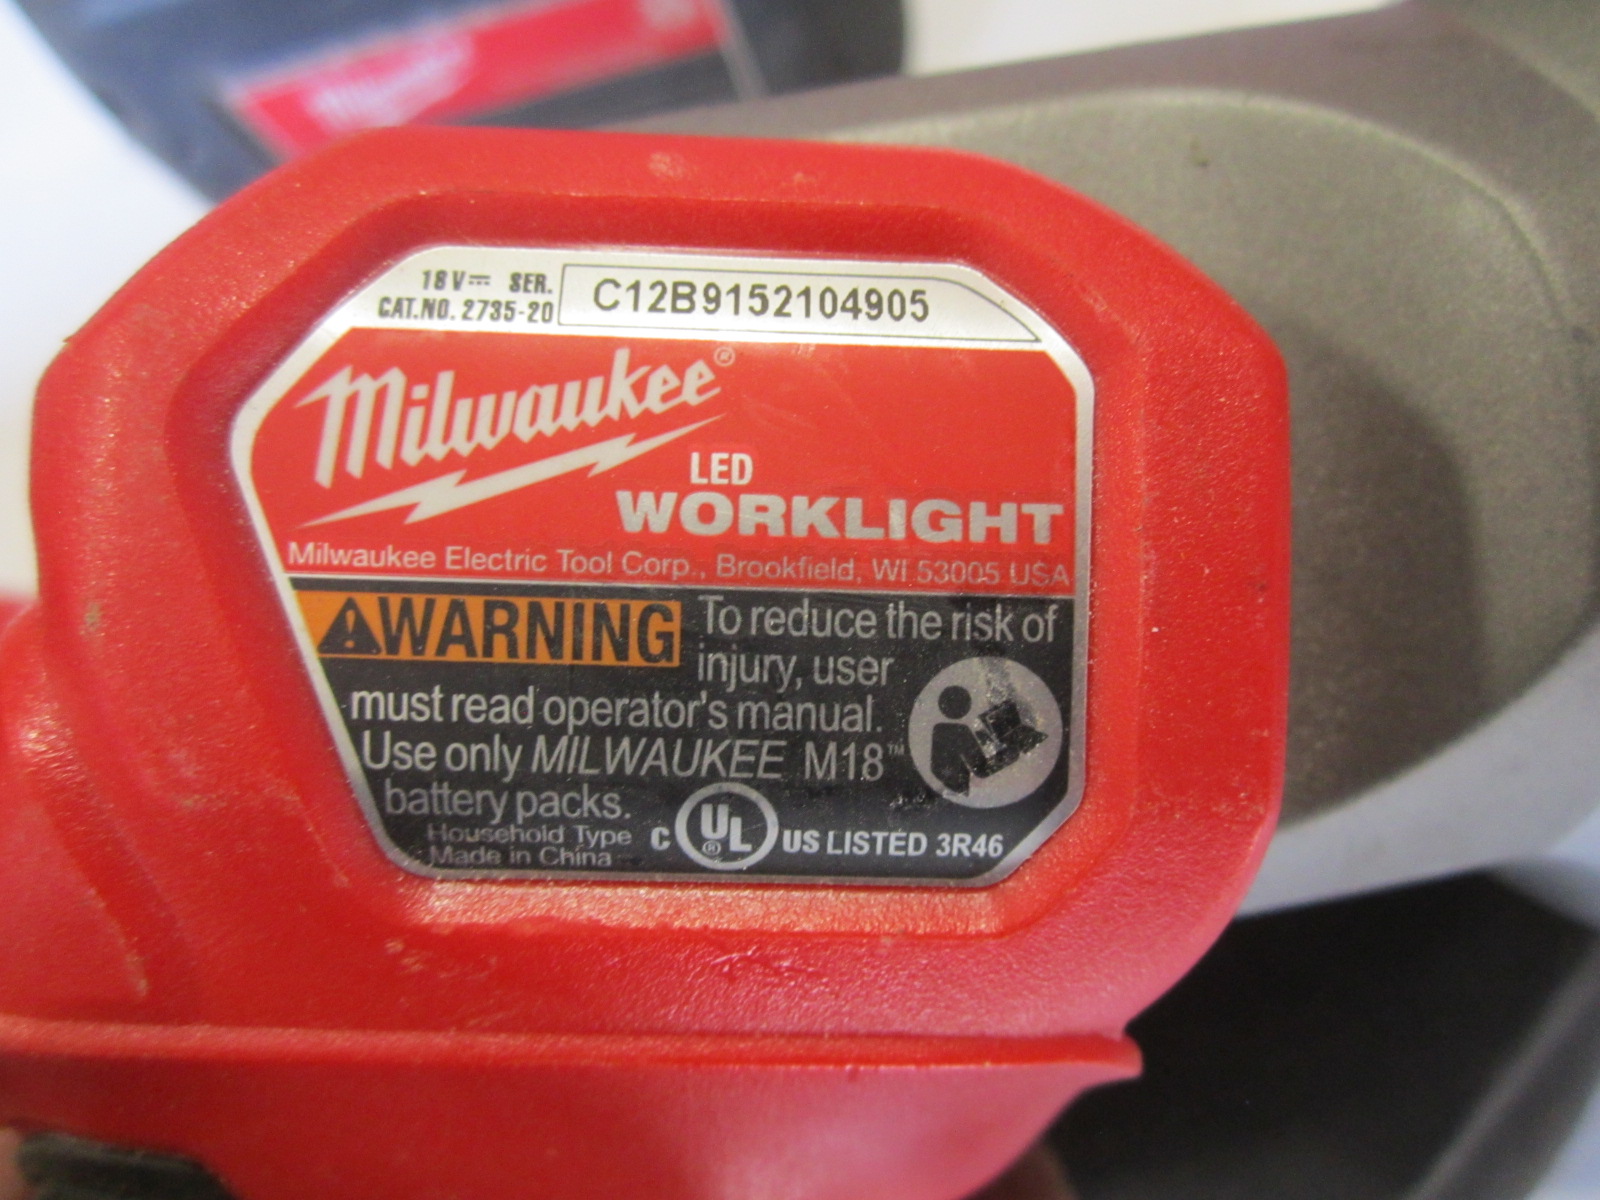 Milwaukee
18V⎓ SER. C12B9152104905
CAT.NO. 2735-20
Milwaukee®
LED
WORKLIGHT
Milwaukee Electric Tool Corp., Brookfield, WI 53005 USA
WARNING To reduce the risk of
injury, user
must read operator's manual.
Use only MILWAUKEE M18™
battery packs.
Household Type
Made in China
C UL® US LISTED 3R46